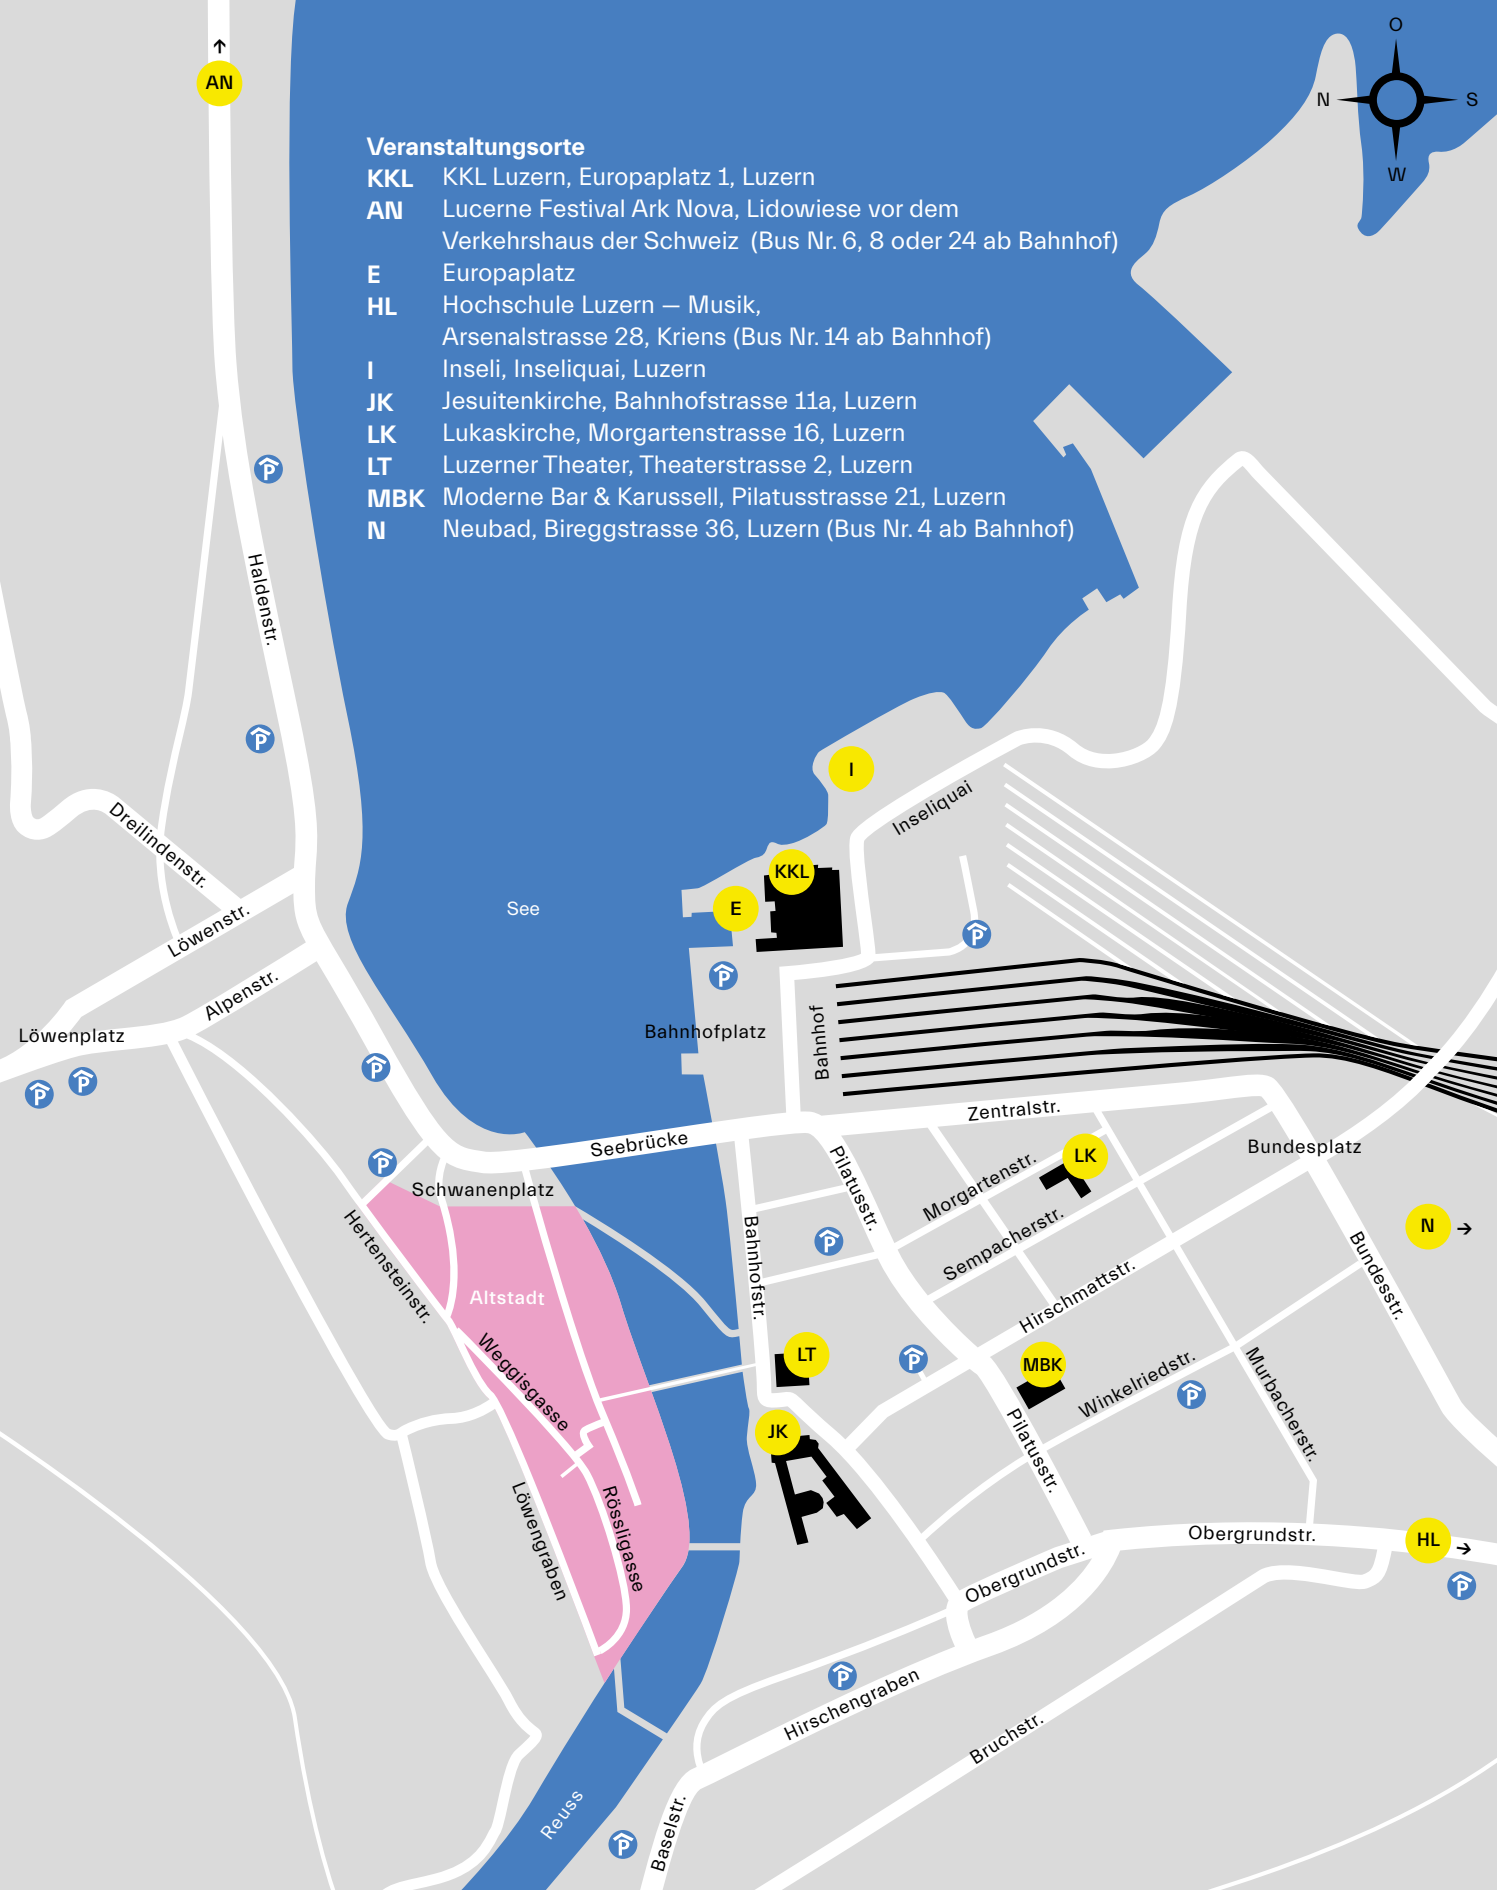 O
N
S
W
AN
Veranstaltungsorte
KKL KKL Luzern, Europaplatz 1, Luzern
AN Lucerne Festival Ark Nova, Lidowiese vor dem
Verkehrshaus der Schweiz (Bus Nr. 6, 8 oder 24 ab Bahnhof)
E Europaplatz
HL Hochschule Luzern — Musik,
Arsenalstrasse 28, Kriens (Bus Nr. 14 ab Bahnhof)
I Inseli, Inseliquai, Luzern
JK Jesuitenkirche, Bahnhofstrasse 11a, Luzern
LK Lukaskirche, Morgartenstrasse 16, Luzern
LT Luzerner Theater, Theaterstrasse 2, Luzern
MBK Moderne Bar & Karussell, Pilatusstrasse 21, Luzern
N Neubad, Bireggstrasse 36, Luzern (Bus Nr. 4 ab Bahnhof)
P
Haldenstr.
P
I
Inseliquai
Dreilindenstr.
KKL
E
See
Löwenstr.
P
P
Alpenstr.
Löwenplatz
Bahnhofplatz
Bahnhof
P
P
P
Zentralstr.
Seebrücke
Bundesplatz
P
LK
Pilatusstr.
Morgartenstr.
Schwanenplatz
N
P
Sempacherstr.
Hertensteinstr.
Bahnhofstr.
Bundesstr.
Altstadt
Hirschmattstr.
LT
P
MBK
Weggisgasse
Winkelriedstr.
P
Murbacherstr.
JK
Pilatusstr.
Löwengraben
Rössligasse
Obergrundstr.
HL
Obergrundstr.
P
P
Hirschengraben
Bruchstr.
Reuss
P
Baselstr.